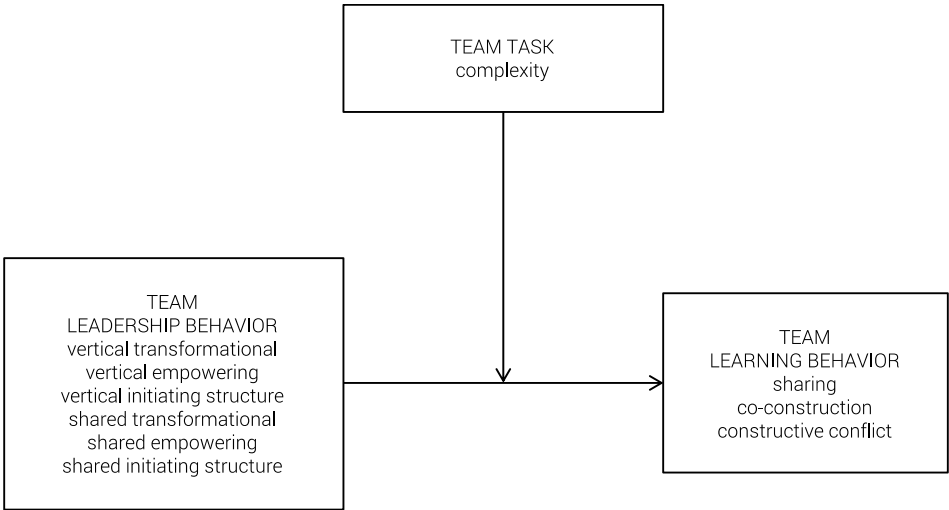 TEAM TASK
complexity
TEAM
LEADERSHIP BEHAVIOR
vertical transformational
vertical empowering
vertical initiating structure
shared transformational
shared empowering
shared initiating structure
TEAM
LEARNING BEHAVIOR
sharing
co-construction
constructive conflict